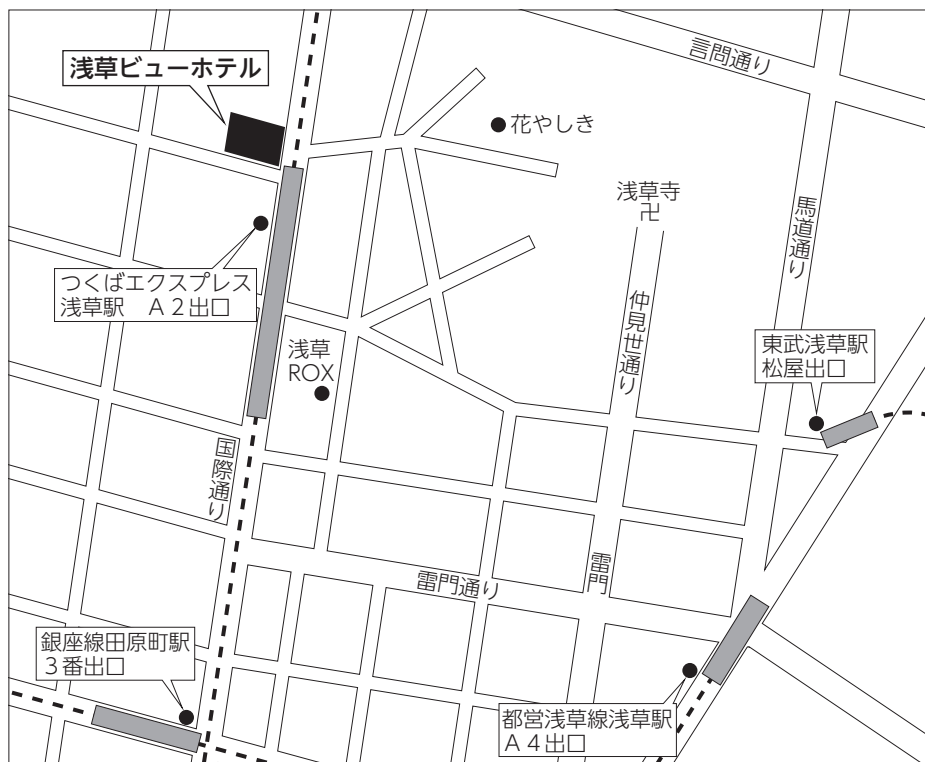 言問通り
浅草ビューホテル
花やしき
浅草寺
卍
馬道通り
つくばエクスプレス
浅草駅　Ａ２出口
仲見世通り
浅草
ROX
東武浅草駅
松屋出口
国際通り
雷門通り
雷門
銀座線田原町駅
３番出口
都営浅草線浅草駅
Ａ４出口